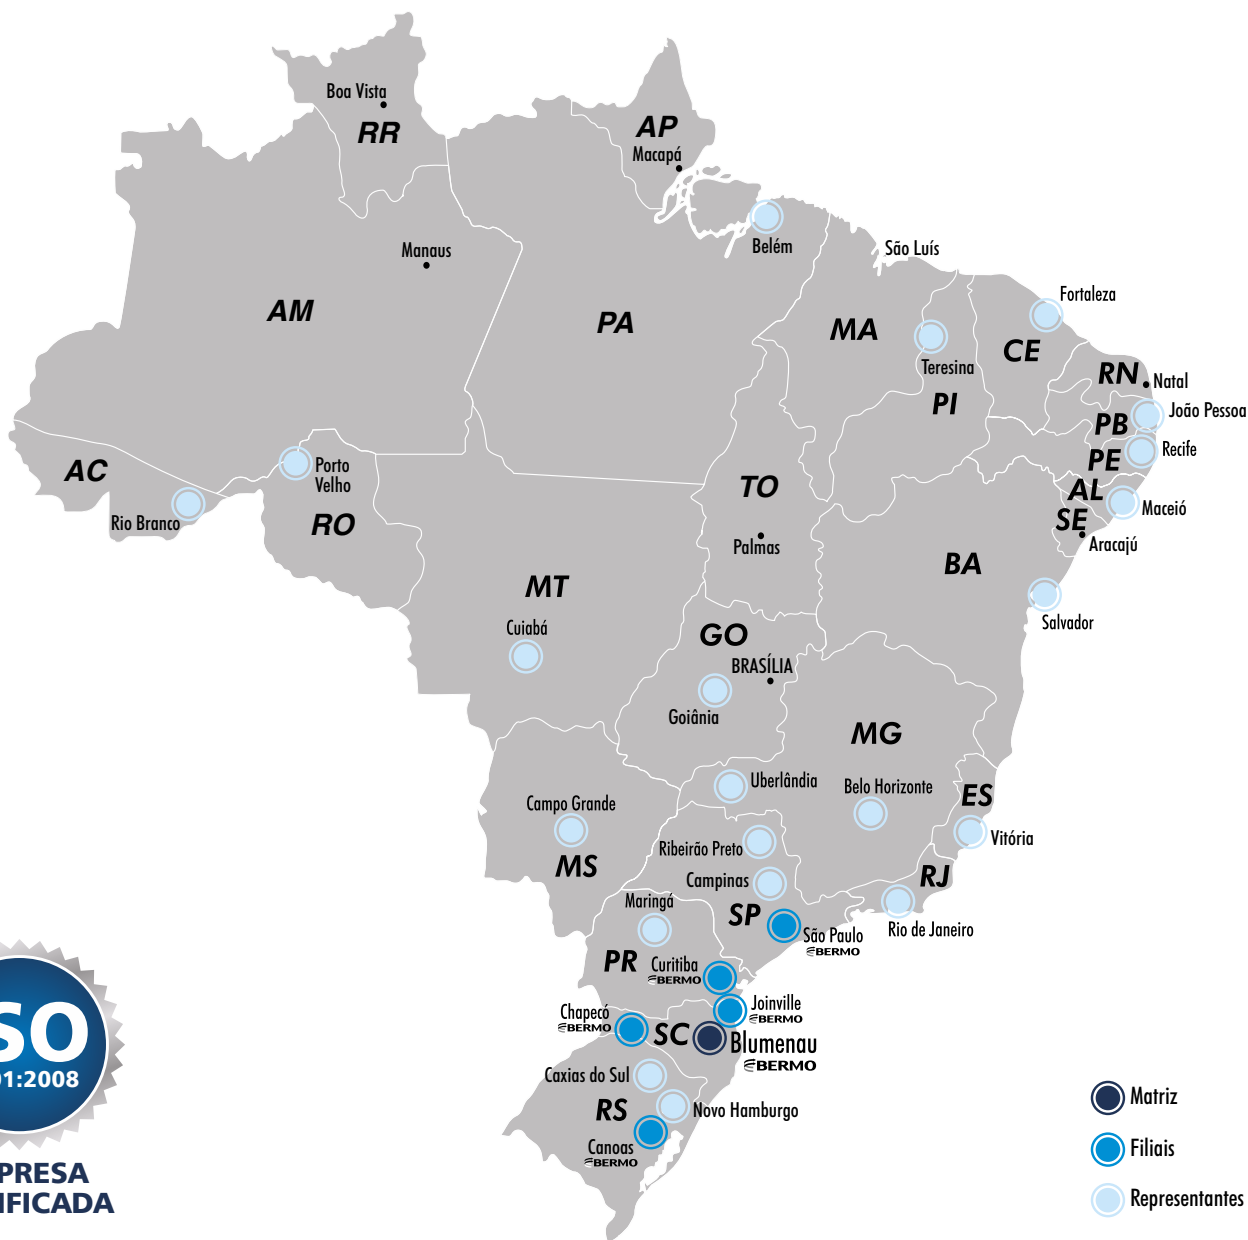 Boa Vista
RR
AP
Macapá
Manaus
Belém
São Luís
AM
PA
MA
Fortaleza
Teresina
CE
PI
RN
Natal
João Pessoa
PB
Recife
PE
AC
Porto
Velho
Rio Branco
RO
TO
Palmas
AL
Maceió
SE
Aracajú
BA
Salvador
MT
Cuiabá
GO
BRASÍLIA
Goiânia
MG
Uberlândia
Belo Horizonte
ES
Vitória
Campo Grande
MS
Ribeirão Preto
Campinas
RJ
Rio de Janeiro
Maringá
SP
São Paulo
BERMO
PR
Curitiba
BERMO
Joinville
BERMO
Chapecó
BERMO
SC
Blumenau
BERMO
Caxias do Sul
RS
Novo Hamburgo
Canoas
BERMO
SO
01:2008
PRESA
IFICADA
Matriz
Filiais
Representantes